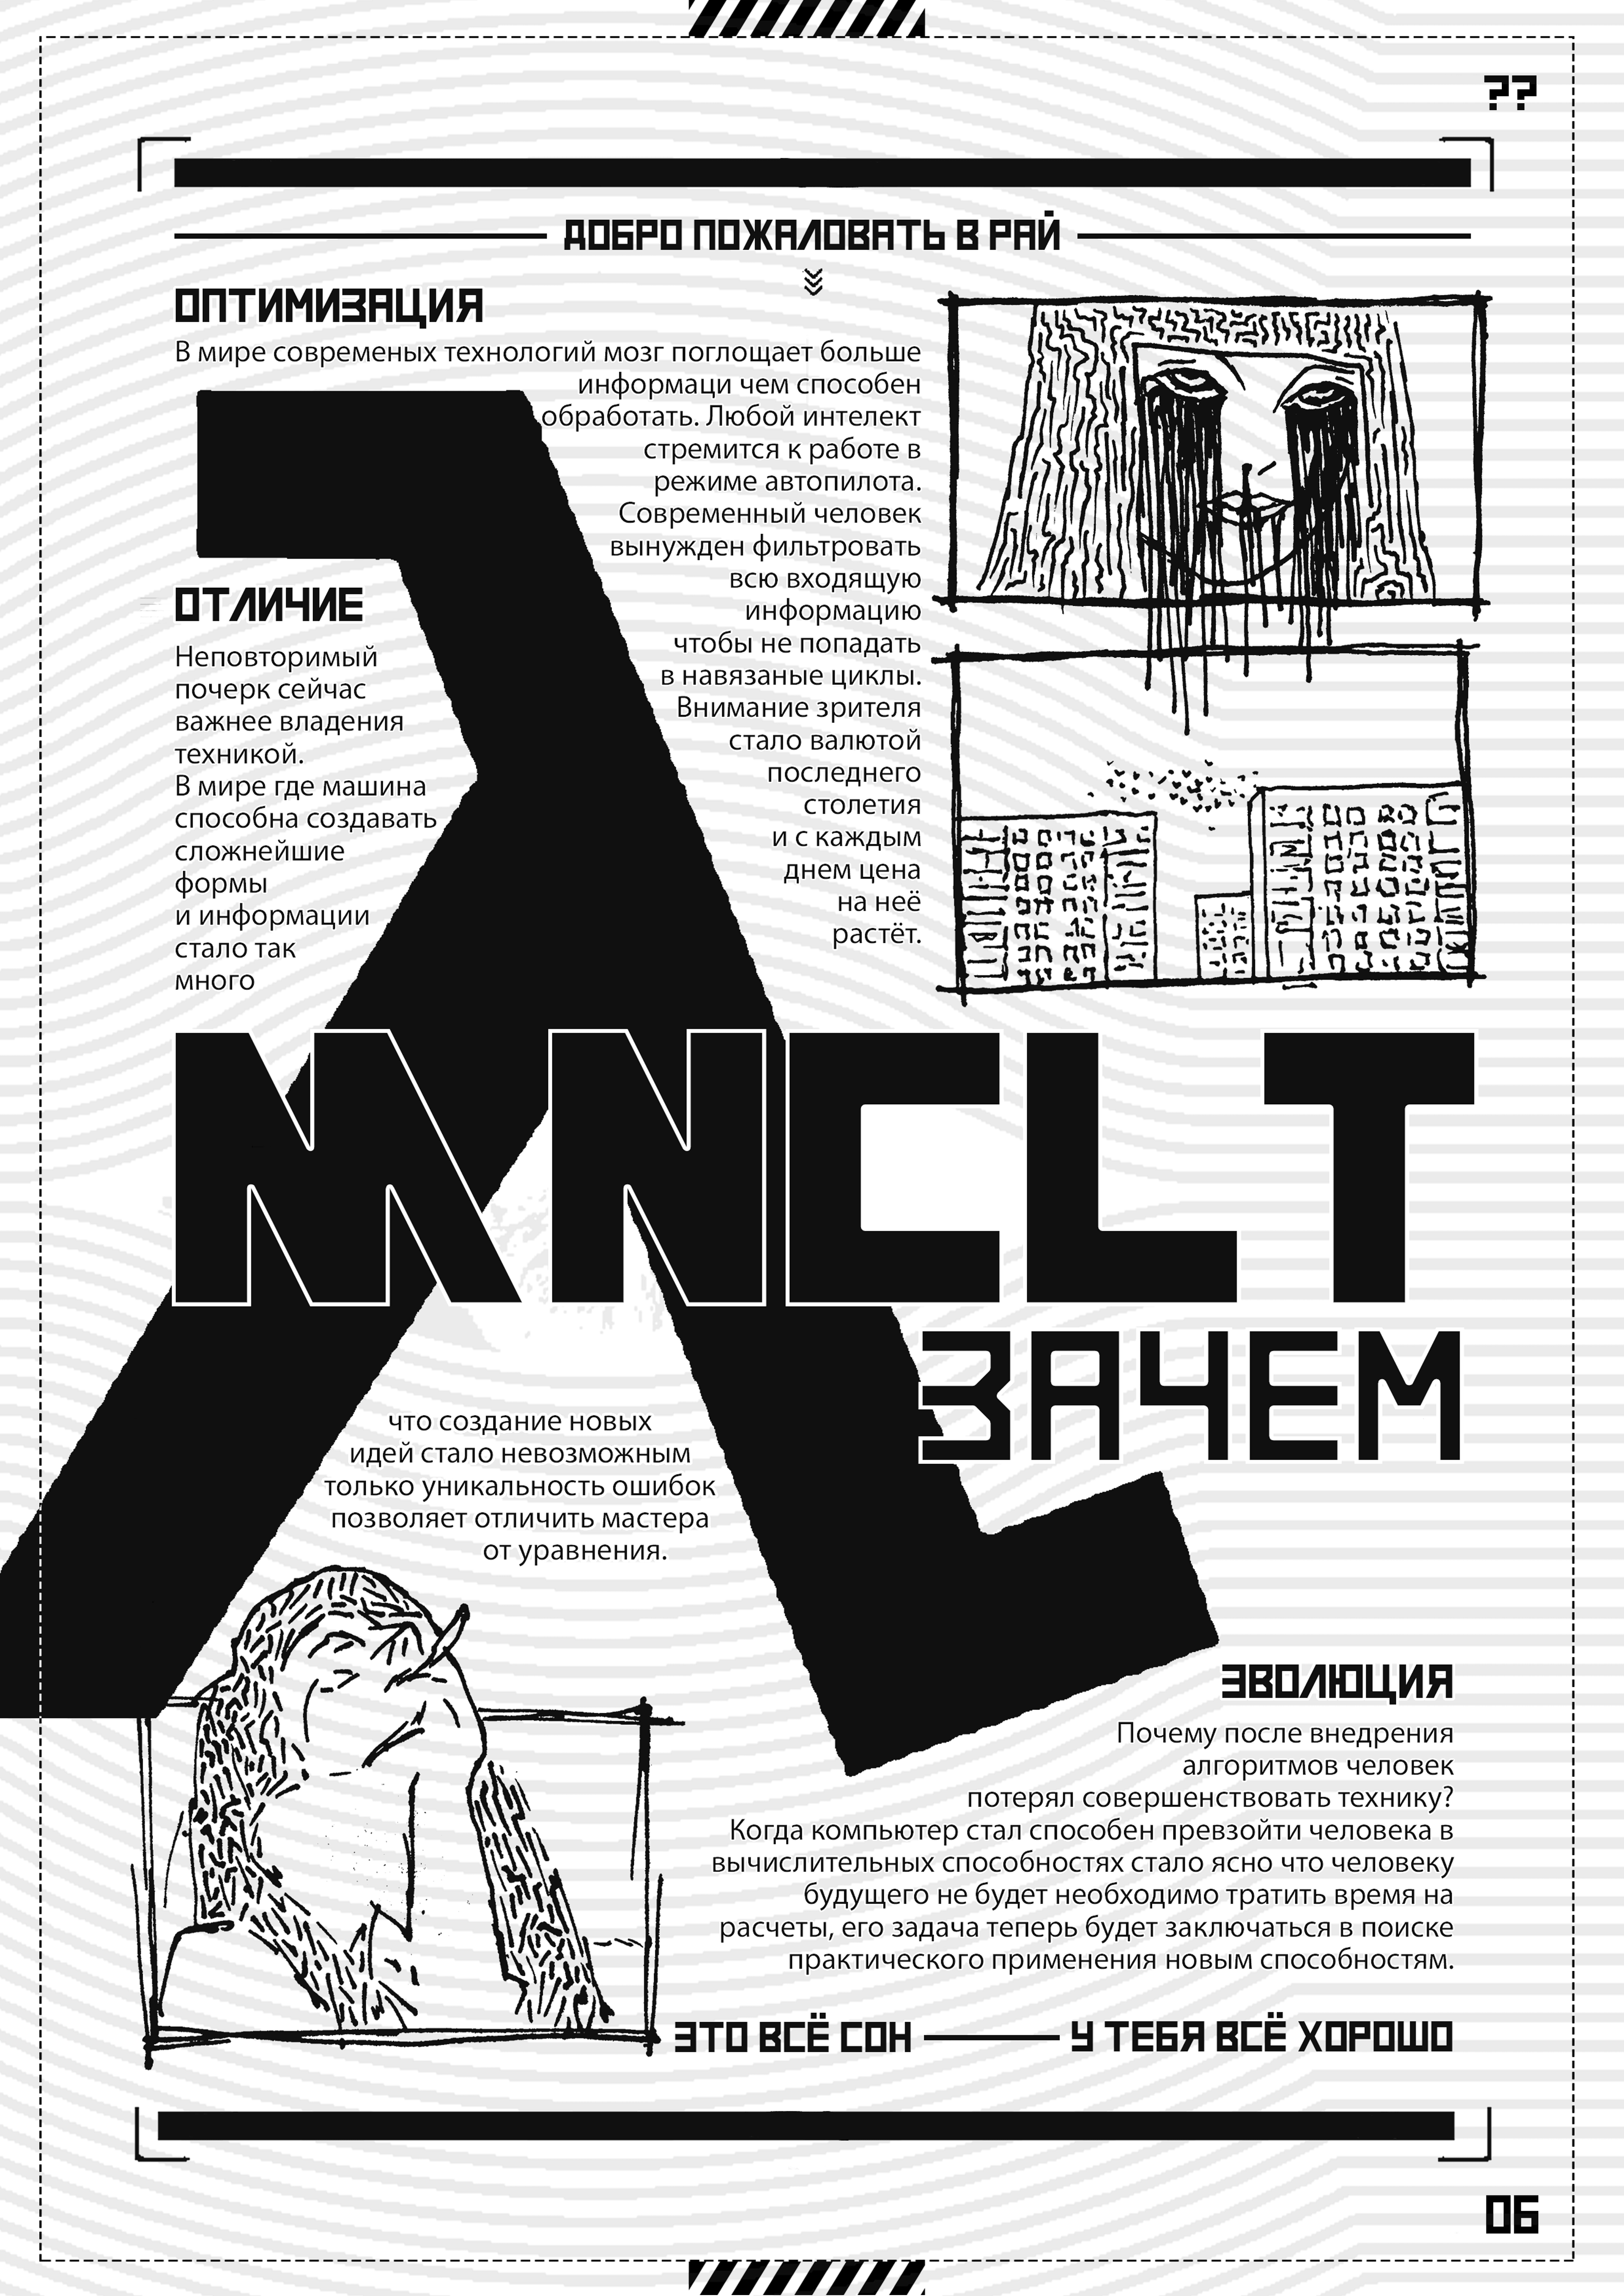 ??
ДОБРО ПОЖАЛОВАТЬ В РАЙ
ОПТИМИЗАЦИЯ
В мире современых технологий мозг поглощает больше
информаци чем способен
обработать. Любой интелект
стремится к работе в
режиме автопилота.
Современный человек
вынужден фильтровать
всю входящую
информацию
чтобы не попадать
в навязаные циклы.
Внимание зрителя
стало валютой
последнего
столетия
и с каждым
днем цена
на неё
растёт.
ОТЛИЧИЕ
Неповторимый
почерк сейчас
важнее владения
техникой.
В мире где машина
способна создавать
сложнейшие
формы
и информации
стало так
много
MNCLT
ЗАЧЕМ
что создание новых
идей стало невозможным
только уникальность ошибок
позволяет отличить мастера
от уравнения.
ЭВОЛЮЦИЯ
Почему после внедрения
алгоритмов человек
потерял совершенствовать технику?
Когда компьютер стал способен превзойти человека в
вычислительных способностях стало ясно что человеку
будущего не будет необходимо тратить время на
расчеты, его задача теперь будет заключаться в поиске
практического применения новым способностям.
ЭТО ВСЁ СОН У ТЕБЯ ВСЁ ХОРОШО
06